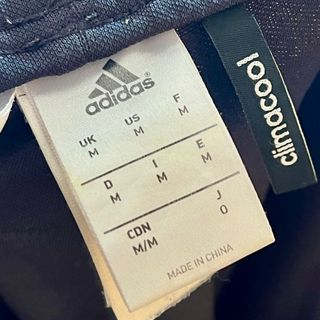 adidas
UK US F
M M M
D I E
M M M
CDN J
M/M O
MADE IN CHINA
climacool